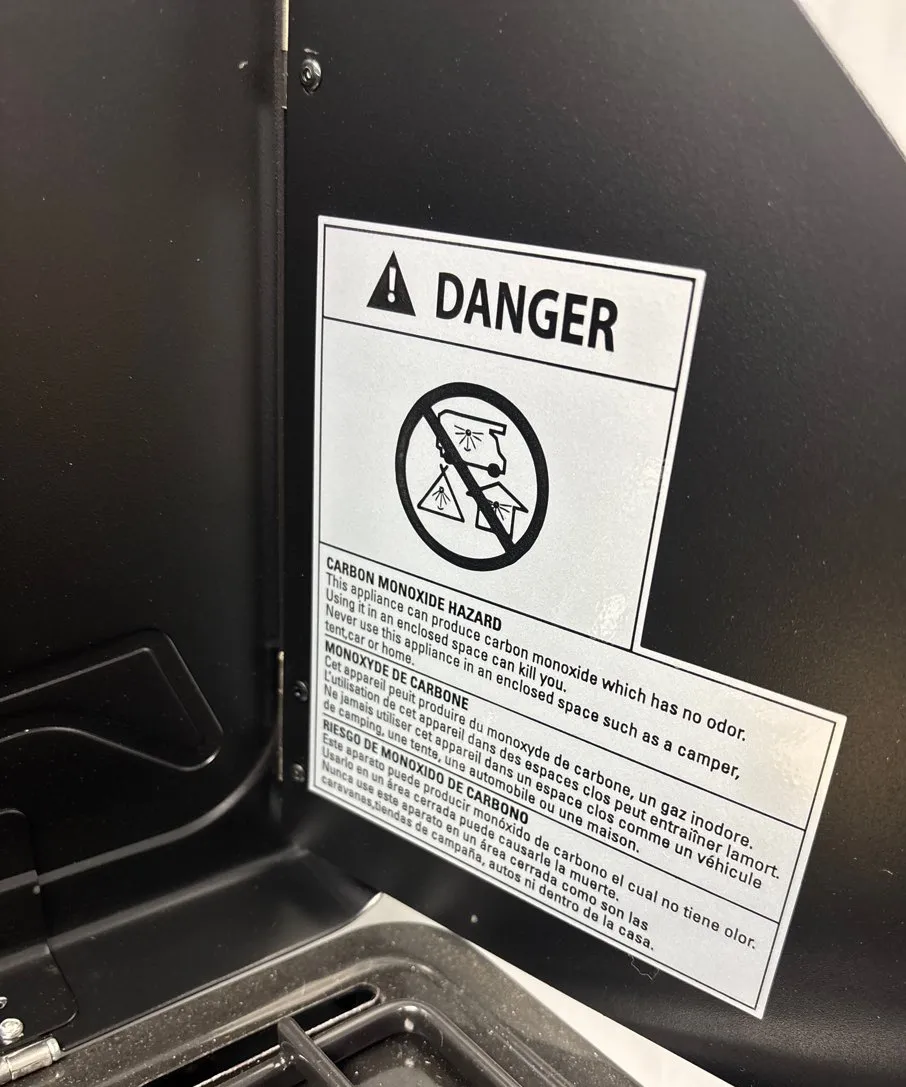 DANGER
CARBON MONOXIDE HAZARD
This appliance can produce carbon monoxide which has no odor.
Using it in an enclosed space can kill you.
Never use this appliance in an enclosed space such as a camper,
tent,car or home.
MONOXYDE DE CARBONE
Cet appareil peuit produire du monoxyde de carbone, un gaz inodore.
L'utilisation de cet appareil dans des espaces clos peut entraiîner lamort.
Ne jamais utiliser cet appareil dans un espace clos comme un véhicule
de camping, une tente, une automobile ou une maison.
RIESGO DE MONOXIDO DE CARBONO
Este aparato puede producir monóxido de carbono el cual no tiene olor.
Usarlo en un área cerrada puede causarle la muerte.
Nunca use este aparato en un área cerrada como son las
caravanas,tiendas de campaña, autos ni dentro de la casa.